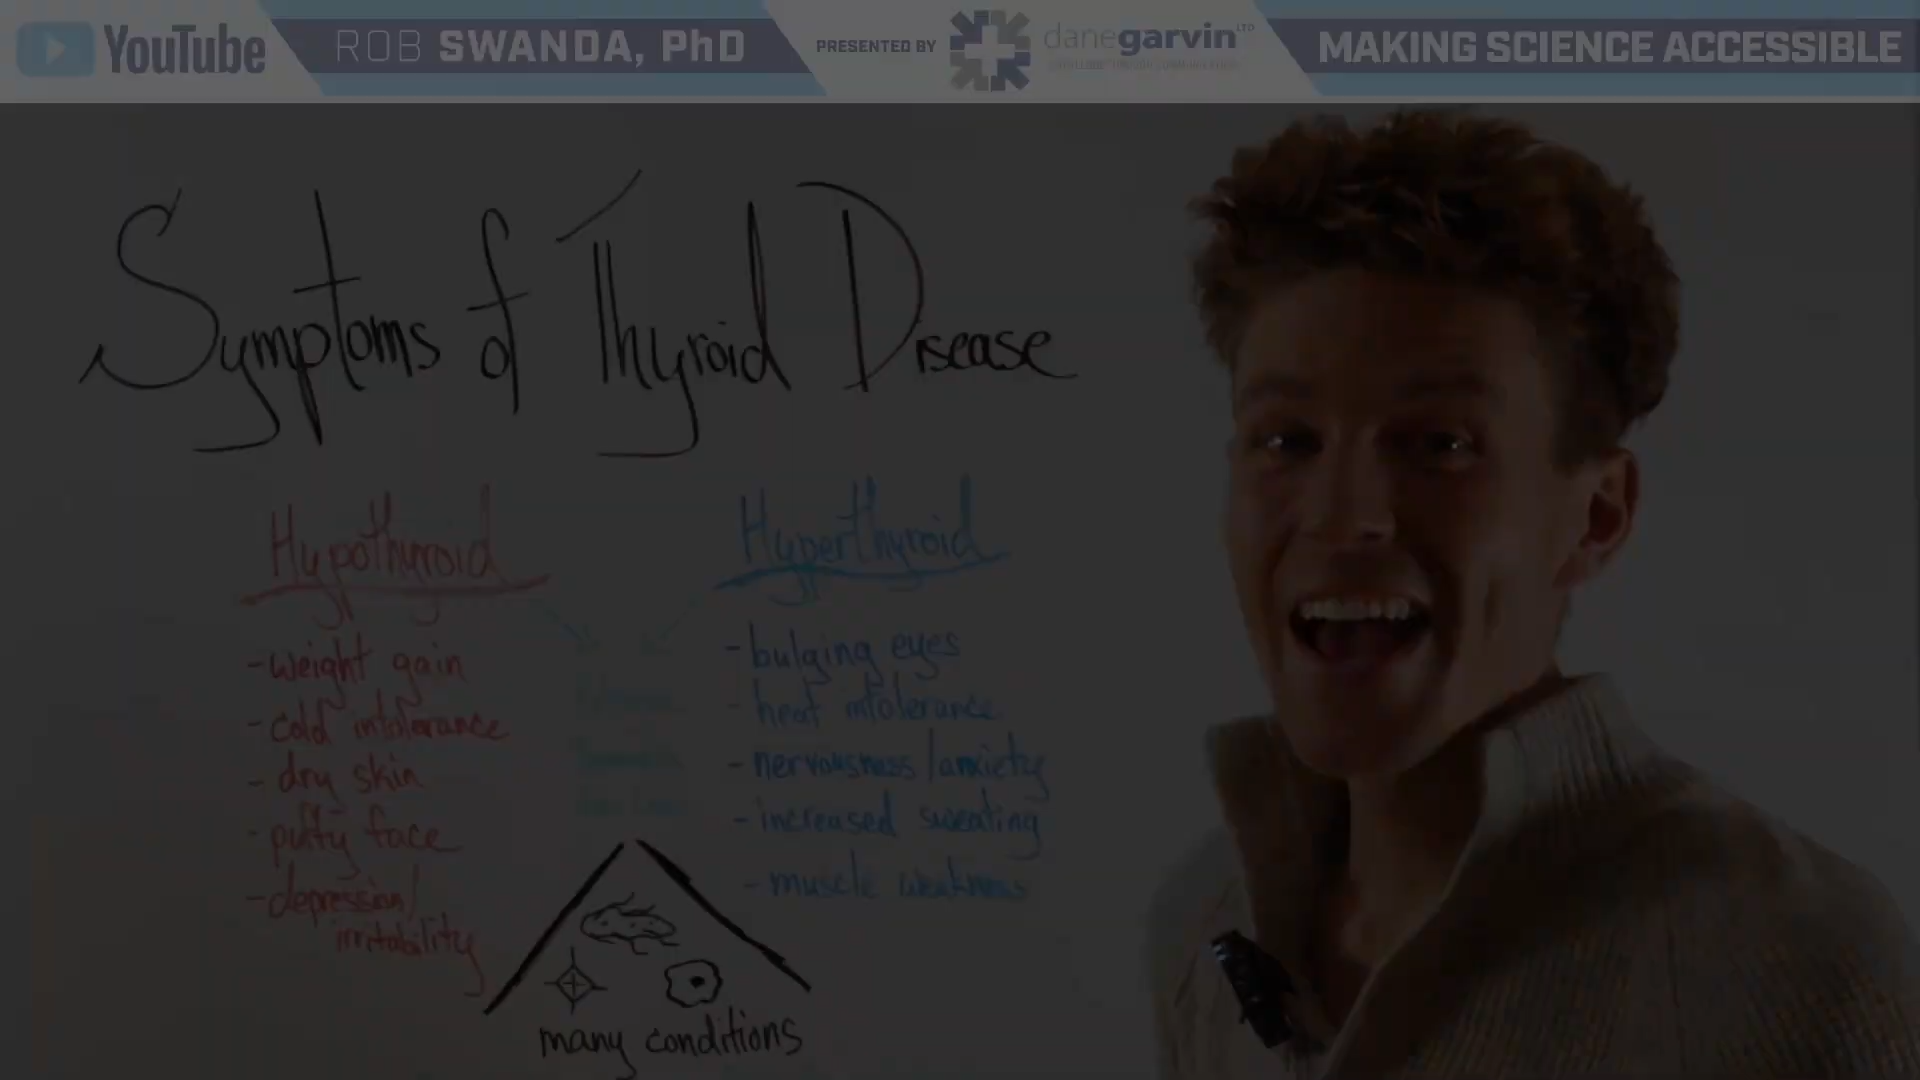 YouTube
ROB SWANDA, PhD
PRESENTED BY
danegarvin LTD
MAKING SCIENCE ACCESSIBLE
Symptoms of Thyroid Disease
Hypothyroid
- weight gain
- cold intolerance
- dry skin
- puffy face
- depression/
irritability
Hyperthyroid
- bulging eyes
- heat intolerance
- nervousness/anxiety
- increased sweating
- muscle weakness
many conditions